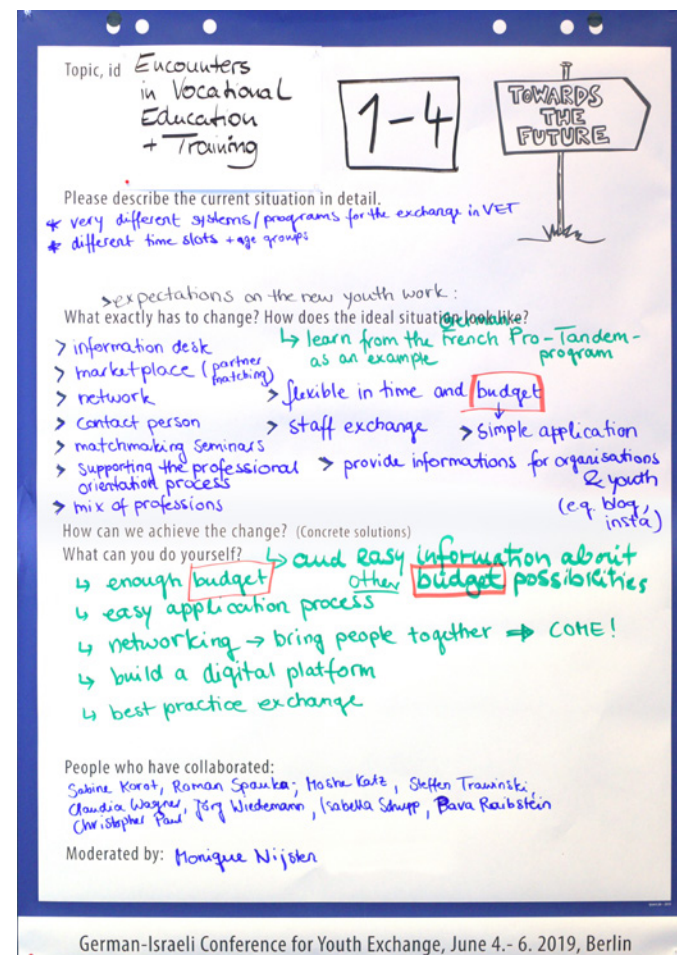 Topic, id Encounters
in Vocational
Education
+ Training
1-4
TOWARDS
THE
FUTURE
Please describe the current situation in detail.
* very different systems/programs for the exchange in VET
* different time slots + age groups
> expectations on the new youth work:
What exactly has to change? How does the ideal situation look like?
> information desk
> marketplace (partner matching)
> network
> contact person
> matchmaking seminars
> supporting the professional
orientation process
> mix of professions
↳ learn from the German-French Pro-Tandem-
as an example program
> flexible in time and budget
> staff exchange > simple application
> provide informations for organisations
& youth
(e.g. blog,
insta)
How can we achieve the change? (Concrete solutions)
What can you do yourself? ↳ and easy information about
other budget possibilities
↳ enough budget
↳ easy application process
↳ networking → bring people together ⇒ COME!
↳ build a digital platform
↳ best practice exchange
People who have collaborated:
Sabine Korot, Roman Spauka, Moshe Katz, Steffen Trawinski,
Claudia Wagner, Jörg Wiedemann, Isabella Schupp, Bava Raibstein
Christopher Paul
Moderated by: Monique Nijsten
German-Israeli Conference for Youth Exchange, June 4.- 6. 2019, Berlin